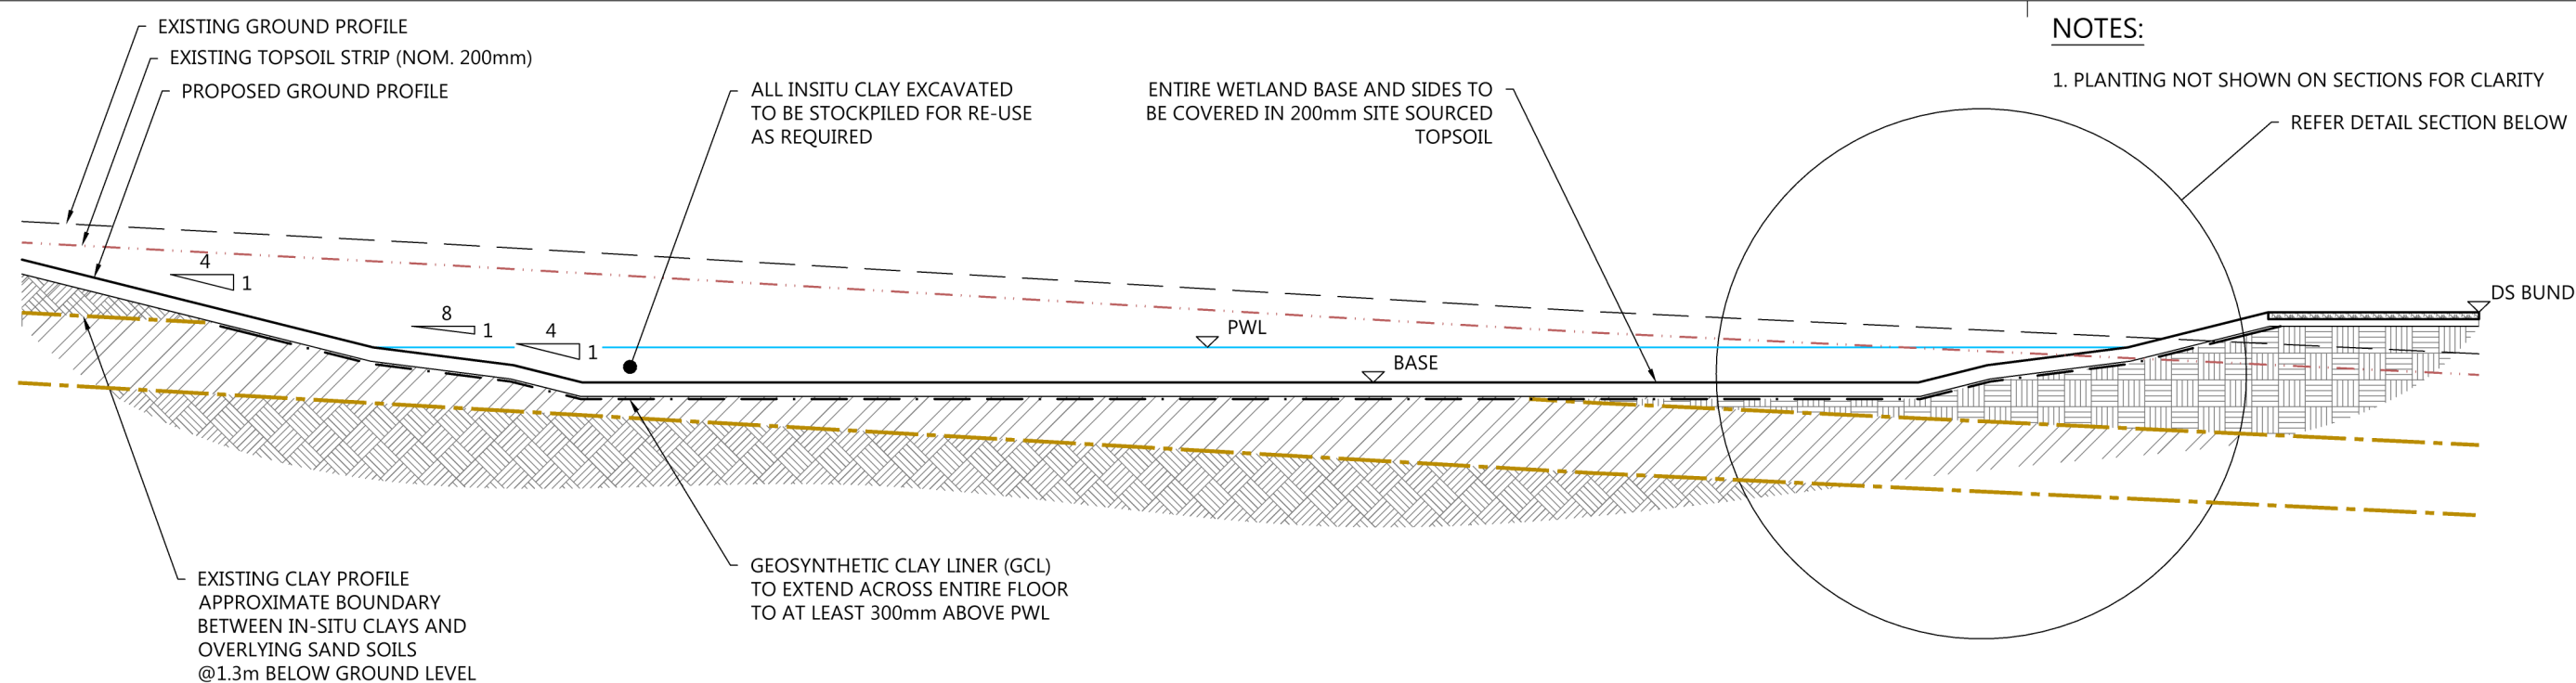 EXISTING GROUND PROFILE
EXISTING TOPSOIL STRIP (NOM. 200mm)
PROPOSED GROUND PROFILE
ALL INSITU CLAY EXCAVATED
TO BE STOCKPILED FOR RE-USE
AS REQUIRED
ENTIRE WETLAND BASE AND SIDES TO
BE COVERED IN 200mm SITE SOURCED
TOPSOIL
NOTES:
1. PLANTING NOT SHOWN ON SECTIONS FOR CLARITY
REFER DETAIL SECTION BELOW
4
1
8
1
4
1
PWL
BASE
DS BUND
EXISTING CLAY PROFILE
APPROXIMATE BOUNDARY
BETWEEN IN-SITU CLAYS AND
OVERLYING SAND SOILS
@1.3m BELOW GROUND LEVEL
GEOSYNTHETIC CLAY LINER (GCL)
TO EXTEND ACROSS ENTIRE FLOOR
TO AT LEAST 300mm ABOVE PWL